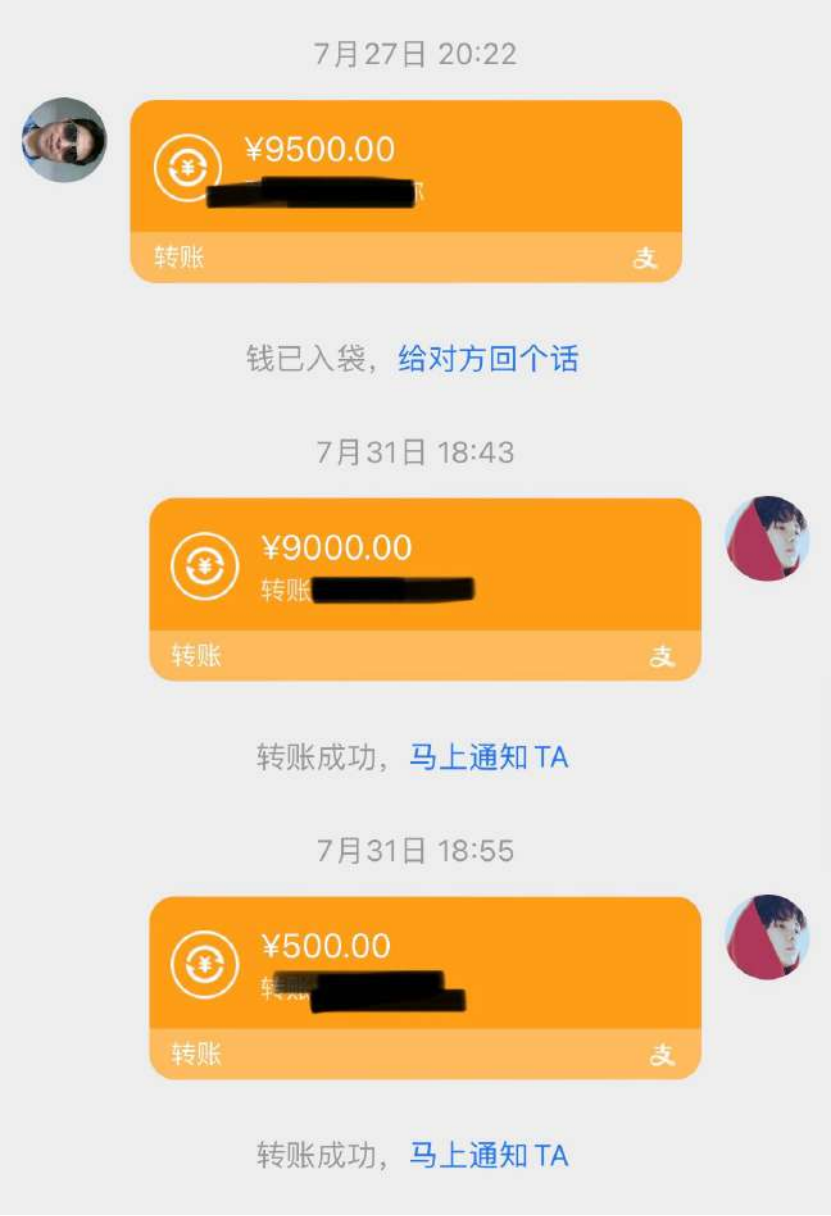 7月27日 20:22
¥9500.00
转账
支
钱已入袋，给对方回个话
7月31日 18:43
¥9000.00
转账
转账
支
转账成功，马上通知 TA
7月31日 18:55
¥500.00
转账
支
转账成功，马上通知 TA